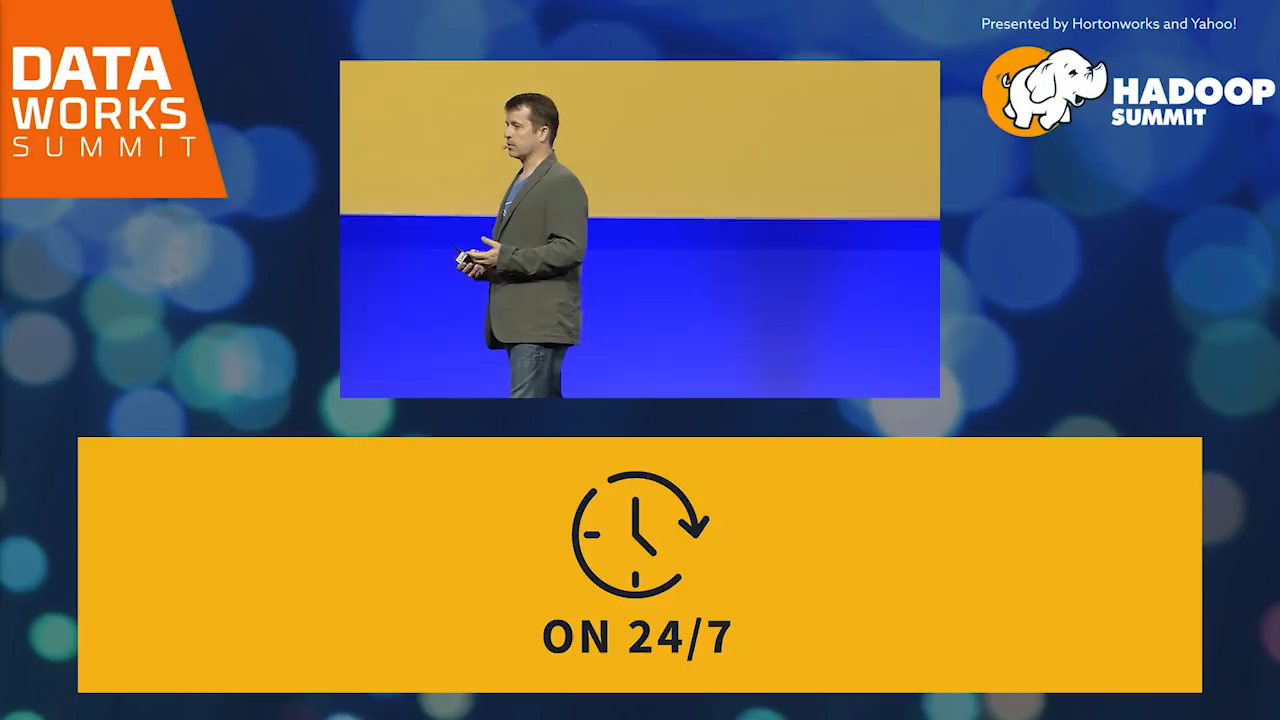 DATA
WORKS
SUMMIT
Presented by Hortonworks and Yahoo!
HADOOP
SUMMIT
ON 24/7